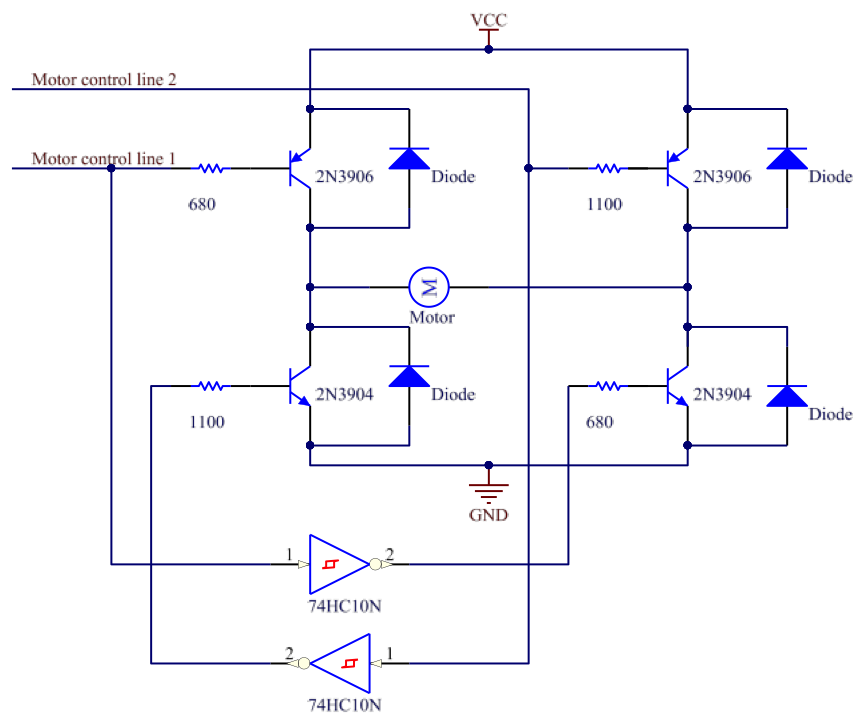 VCC
Motor control line 2
Motor control line 1
2N3906
Diode
2N3906
Diode
680
1100
M
Motor
2N3904
Diode
2N3904
Diode
1100
680
GND
1
2
74HC10N
2
1
74HC10N